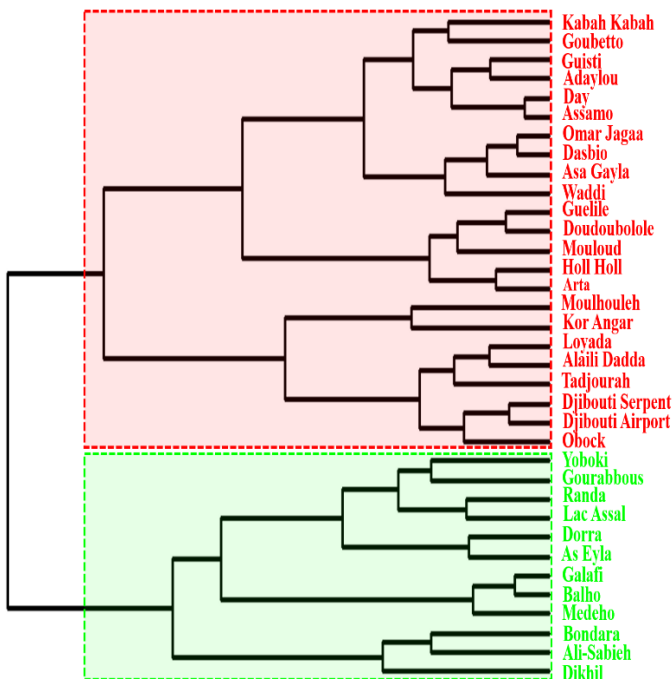 Kabah Kabah
Goubetto
Guisti
Adaylou
Day
Assamo
Omar Jagaa
Dasbio
Asa Gayla
Waddi
Guelile
Doudoubolole
Mouloud
Holl Holl
Arta
Moulhouleh
Kor Angar
Loyada
Alaili Dadda
Tadjourah
Djibouti Serpent
Djibouti Airport
Obock
Yoboki
Gourabbous
Randa
Lac Assal
Dorra
As Eyla
Galafi
Balho
Medeho
Bondara
Ali-Sabieh
Dikhil